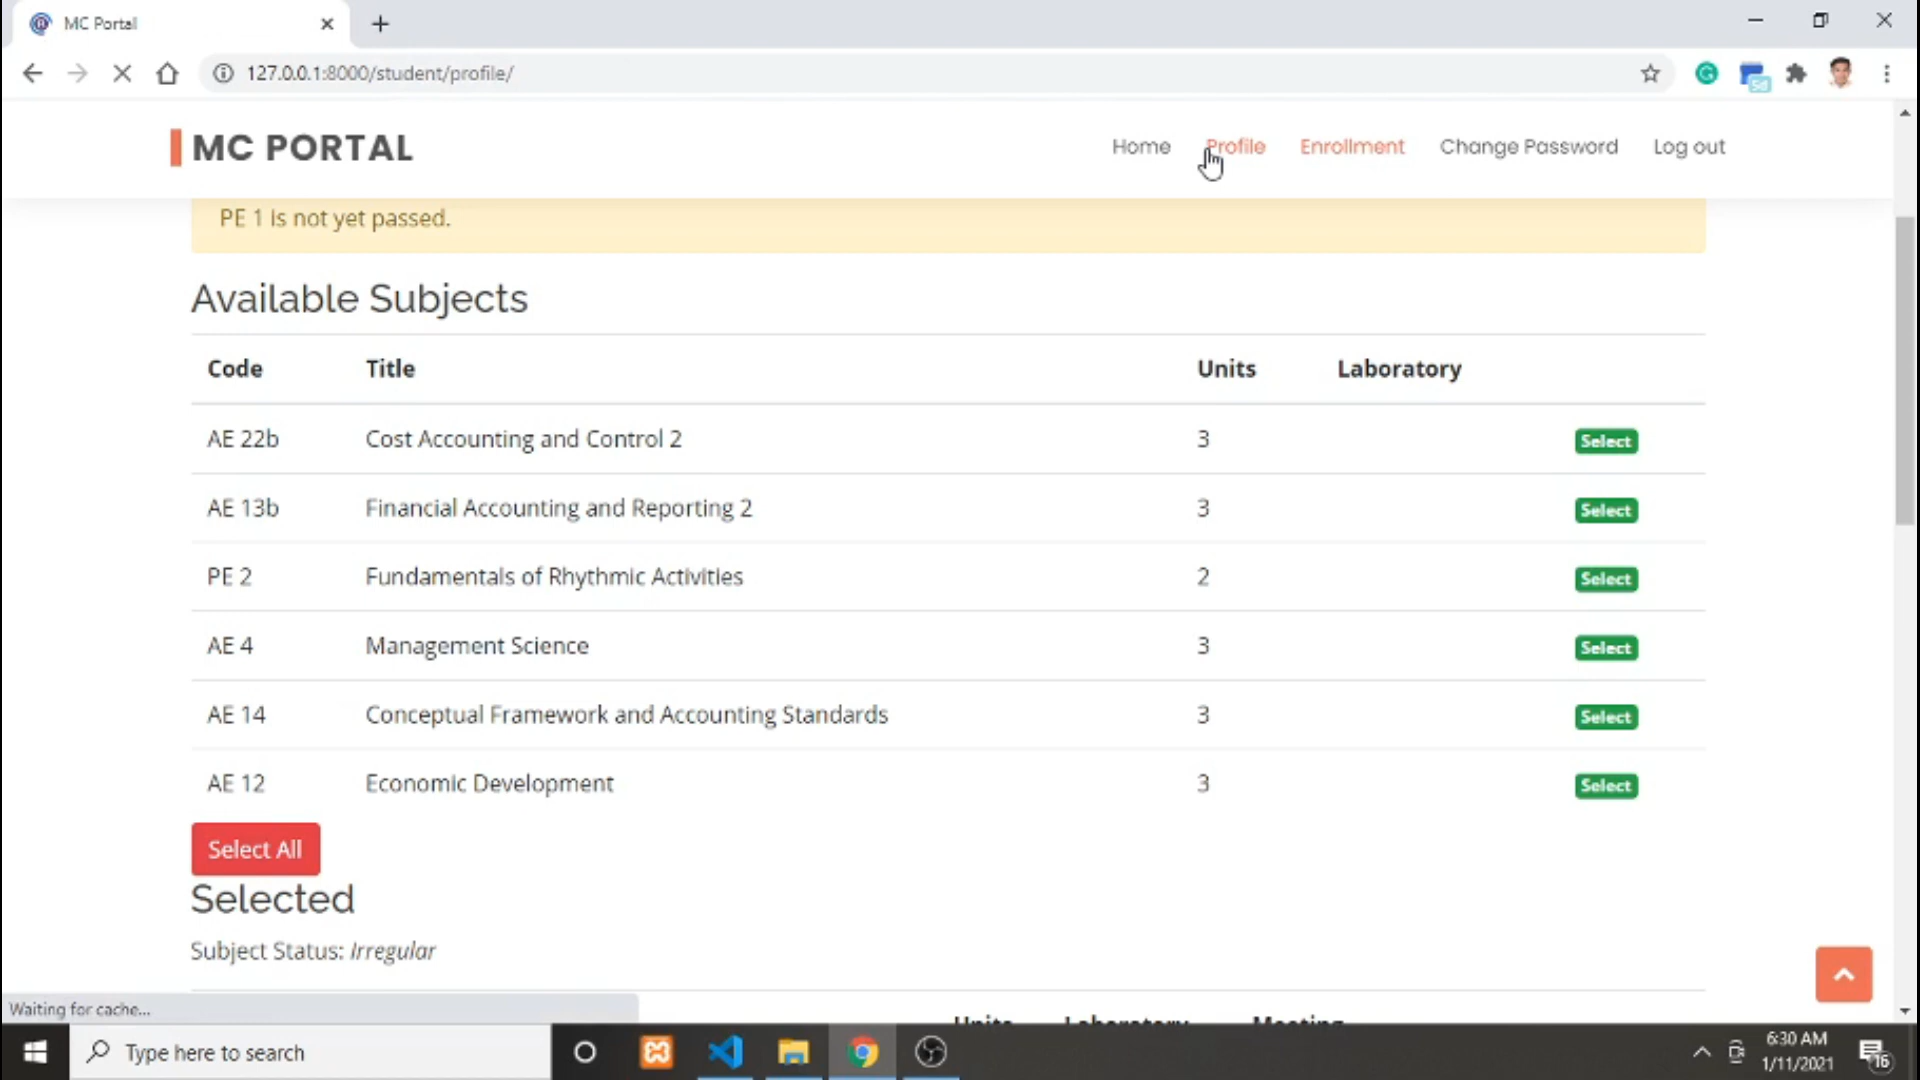 MC Portal
127.0.0.1:8000/student/profile/
MC PORTAL
Home Profile Enrollment Change Password Log out
PE 1 is not yet passed.
Available Subjects
Code Title Units Laboratory
AE 22b Cost Accounting and Control 2 3 Select
AE 13b Financial Accounting and Reporting 2 3 Select
PE 2 Fundamentals of Rhythmic Activities 2 Select
AE 4 Management Science 3 Select
AE 14 Conceptual Framework and Accounting Standards 3 Select
AE 12 Economic Development 3 Select
Select All
Selected
Subject Status: Irregular
Units Laboratory Meeting
Waiting for cache...
Type here to search
6:30 AM
1/11/2021
16